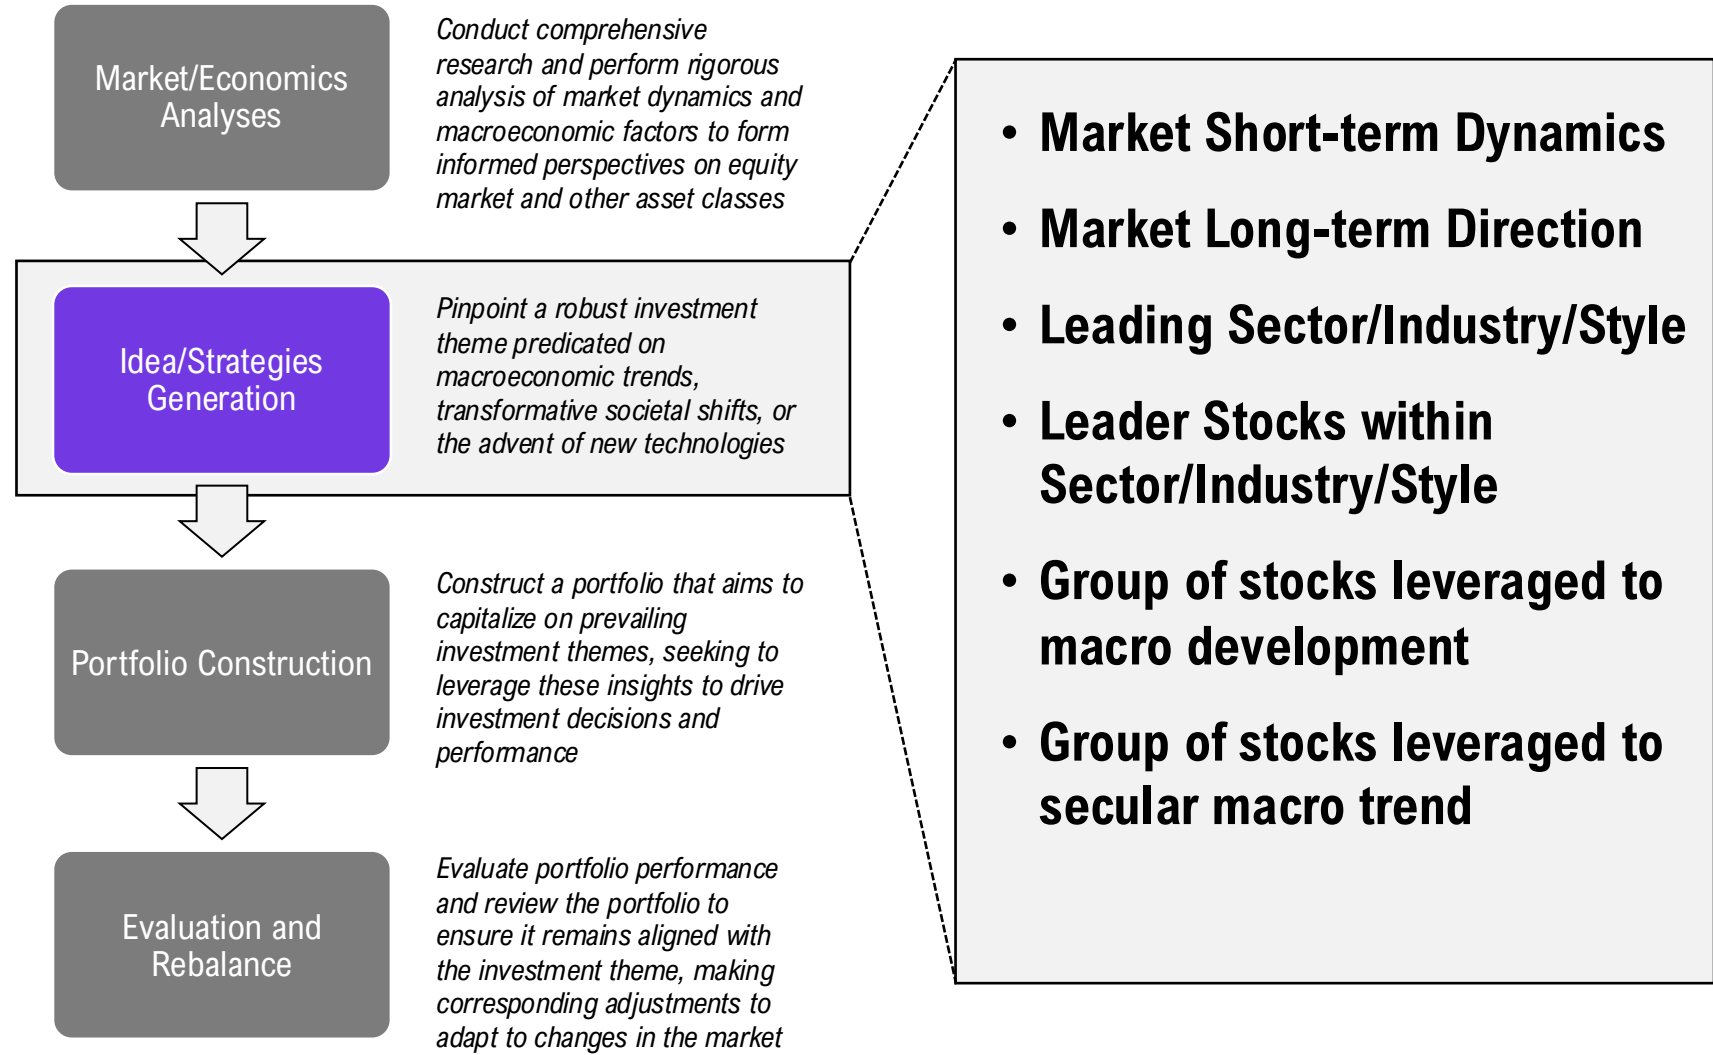 Market/Economics
Analyses
Conduct comprehensive
research and perform rigorous
analysis of market dynamics and
macroeconomic factors to form
informed perspectives on equity
market and other asset classes
Idea/Strategies
Generation
Pinpoint a robust investment
theme predicated on
macroeconomic trends,
transformative societal shifts, or
the advent of new technologies
Portfolio Construction
Construct a portfolio that aims to
capitalize on prevailing
investment themes, seeking to
leverage these insights to drive
investment decisions and
performance
Evaluation and
Rebalance
Evaluate portfolio performance
and review the portfolio to
ensure it remains aligned with
the investment theme, making
corresponding adjustments to
adapt to changes in the market
• Market Short-term Dynamics
• Market Long-term Direction
• Leading Sector/Industry/Style
• Leader Stocks within
Sector/Industry/Style
• Group of stocks leveraged to
macro development
• Group of stocks leveraged to
secular macro trend